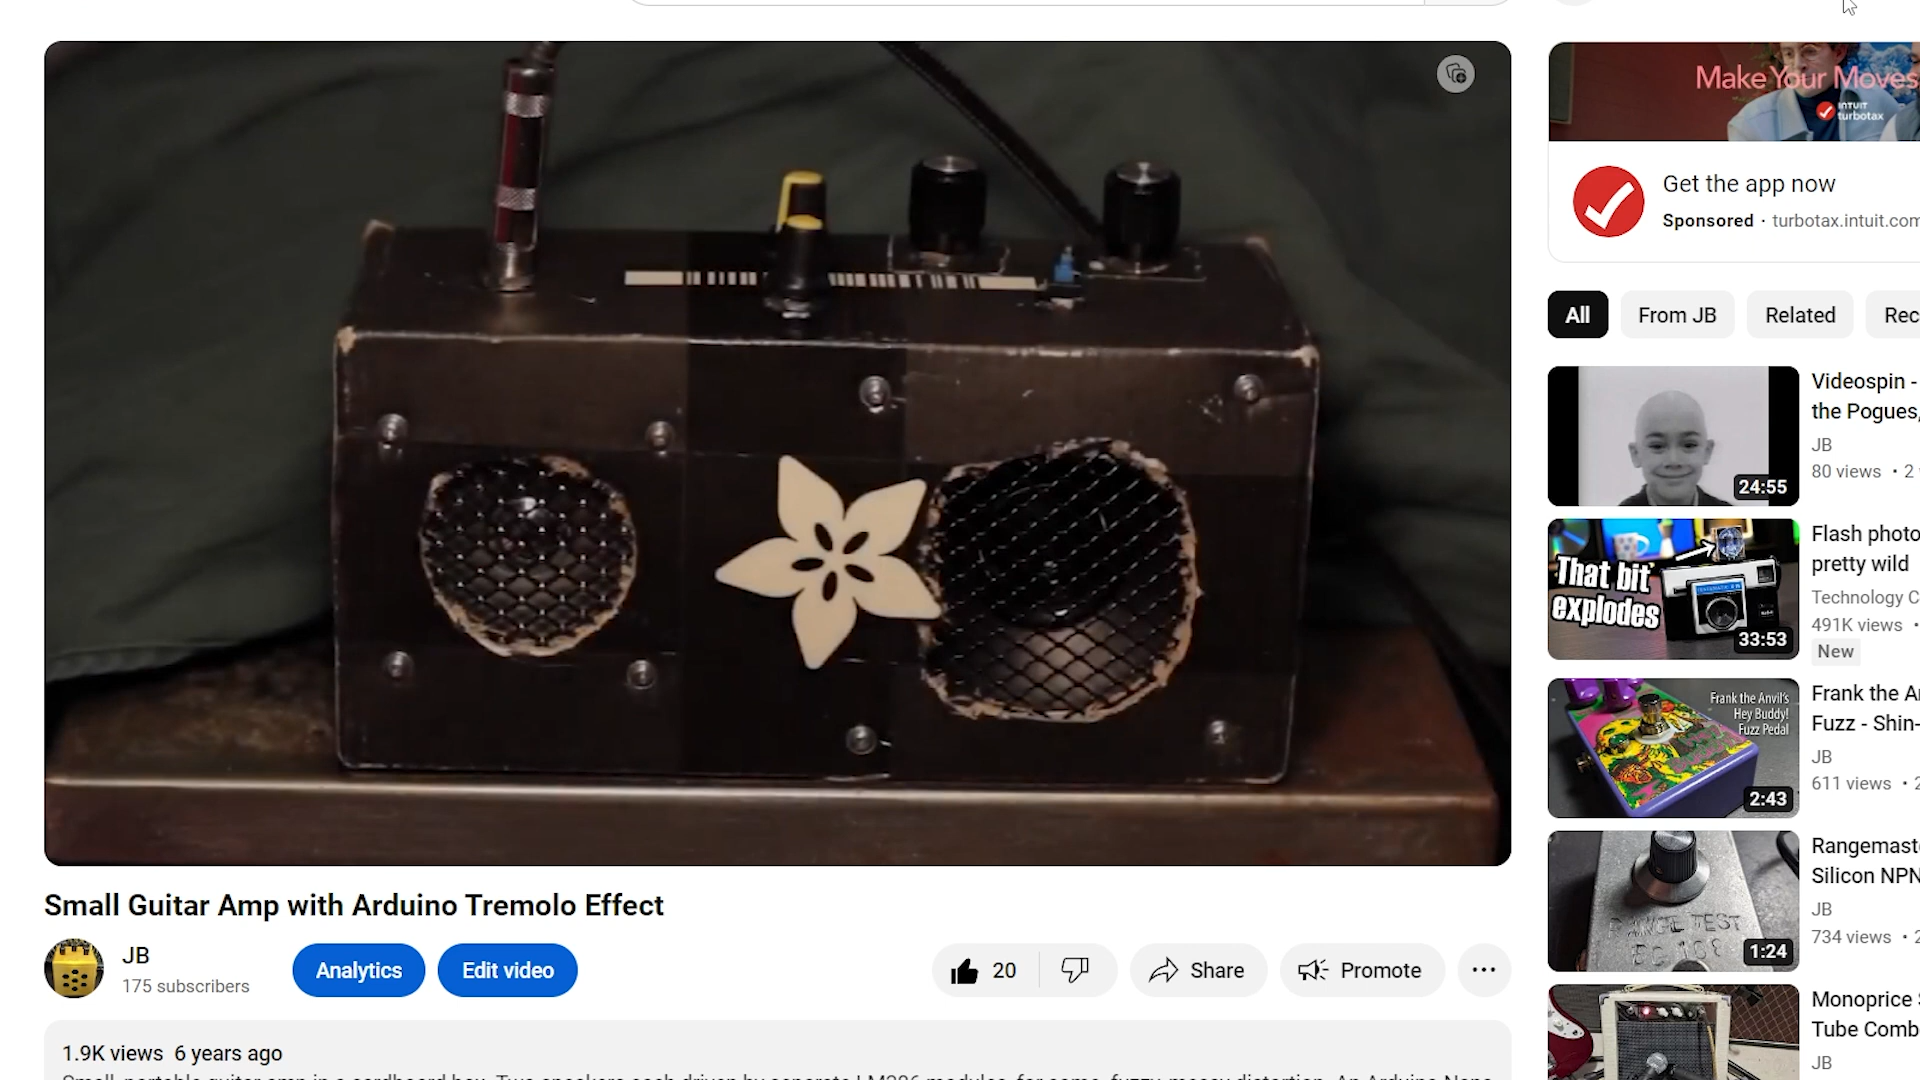 Small Guitar Amp with Arduino Tremolo Effect
JB
175 subscribers
Analytics
Edit video
20
Share
Promote
1.9K views 6 years ago
Make Your Moves
INTUIT
turbotax
Get the app now
Sponsored · turbotax.intuit.com
All
From JB
Related
Rec
24:55
Videospin -
the Pogues,
JB
80 views • 2
That bit
explodes
33:53
Flash photo
pretty wild
Technology C
491K views •
New
Frank the Anvil's
Hey Buddy!
Fuzz Pedal
2:43
Frank the A
Fuzz - Shin-
JB
611 views • 2
RANGE TEST
1:24
Rangemast
Silicon NPN
JB
734 views • 2
Monoprice
Tube Comb
JB